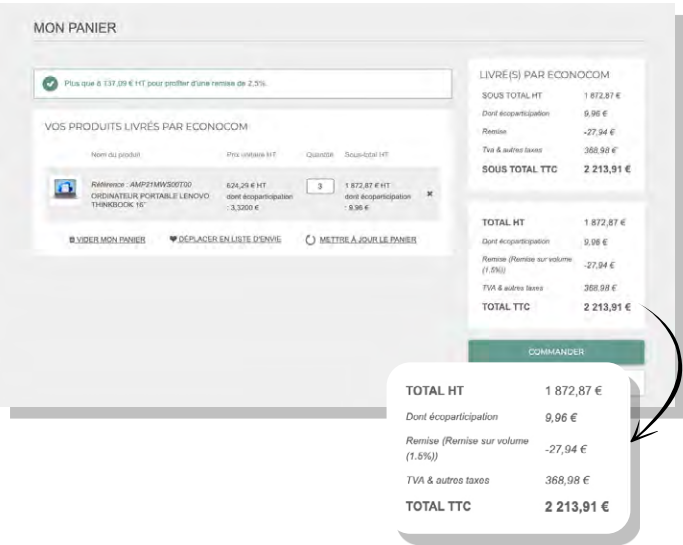 MON PANIER
Plus que 8 137,09 € HT pour profiter d'une remise de 2,5%.
VOS PRODUITS LIVRÉS PAR ECONOCOM
Nom du produit Prix unitaire HT Quantité Sous-total HT
Référence : AMP21MWS00T00
ORDINATEUR PORTABLE LENOVO
THINKBOOK 16"
624,29 € HT
dont écoparticipation
: 3,3200 €
3
1 872,87 € HT
dont écoparticipation
: 9,96 €
VIDER MON PANIER DÉPLACER EN LISTE D'ENVIE METTRE À JOUR LE PANIER
LIVRÉ(S) PAR ECONOCOM
SOUS TOTAL HT 1 872,87 €
Dont écoparticipation 9,96 €
Remise -27,94 €
Tva & autres taxes 368,98 €
SOUS TOTAL TTC 2 213,91 €
TOTAL HT 1 872,87 €
Dont écoparticipation 9,96 €
Remise (Remise sur volume
(1.5%)) -27,94 €
TVA & autres taxes 368,98 €
TOTAL TTC 2 213,91 €
COMMANDER
TOTAL HT 1 872,87 €
Dont écoparticipation 9,96 €
Remise (Remise sur volume
(1.5%)) -27,94 €
TVA & autres taxes 368,98 €
TOTAL TTC 2 213,91 €